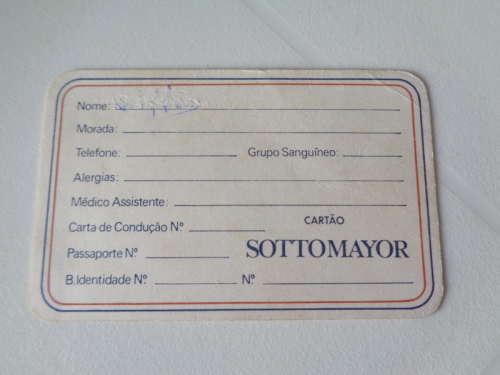 Nome:
Morada:
Telefone: Grupo Sanguíneo:
Alergias:
Médico Assistente:
Carta de Condução Nº
CARTÃO
Passaporte Nº
SOTTOMAYOR
B.Identidade Nº Nº